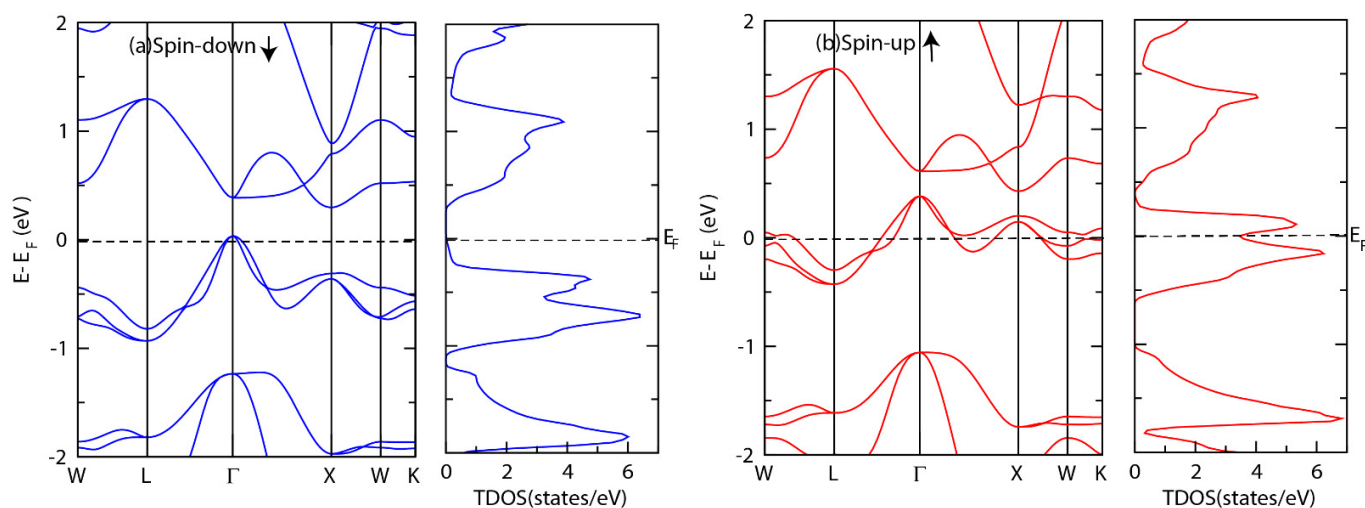 (a)Spin-down
E- E_F (eV)
2
1
0
-1
-2
W L Γ X W K
E_F
0 2 4 6
TDOS(states/eV)
(b)Spin-up
E- E_F (eV)
2
1
0
-1
-2
W L Γ X W K
E_F
0 2 4 6
TDOS(states/eV)